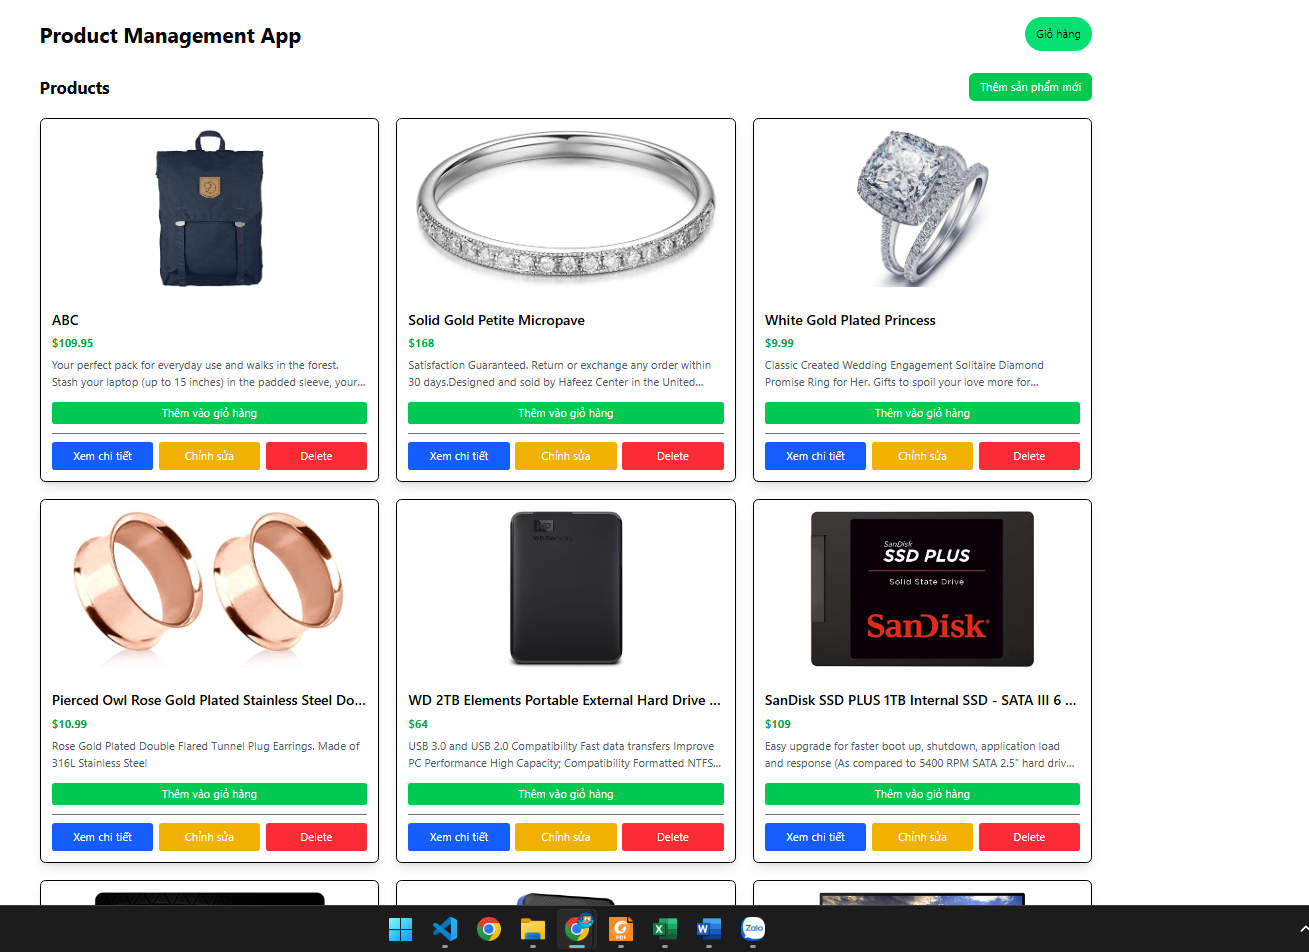 Product Management App
Giỏ hàng
Products
Thêm sản phẩm mới
ABC
$109.95
Your perfect pack for everyday use and walks in the forest.
Stash your laptop (up to 15 inches) in the padded sleeve, your...
Thêm vào giỏ hàng
Xem chi tiết
Chỉnh sửa
Delete
Solid Gold Petite Micropave
$168
Satisfaction Guaranteed. Return or exchange any order within
30 days.Designed and sold by Hafeez Center in the United...
Thêm vào giỏ hàng
Xem chi tiết
Chỉnh sửa
Delete
White Gold Plated Princess
$9.99
Classic Created Wedding Engagement Solitaire Diamond
Promise Ring for Her. Gifts to spoil your love more for...
Thêm vào giỏ hàng
Xem chi tiết
Chỉnh sửa
Delete
Pierced Owl Rose Gold Plated Stainless Steel Do...
$10.99
Rose Gold Plated Double Flared Tunnel Plug Earrings. Made of
316L Stainless Steel
Thêm vào giỏ hàng
Xem chi tiết
Chỉnh sửa
Delete
WD
WD Elements
WD 2TB Elements Portable External Hard Drive ...
$64
USB 3.0 and USB 2.0 Compatibility Fast data transfers Improve
PC Performance High Capacity; Compatibility Formatted NTFS...
Thêm vào giỏ hàng
Xem chi tiết
Chỉnh sửa
Delete
SanDisk
SSD PLUS
Solid State Drive
SanDisk®
SanDisk SSD PLUS 1TB Internal SSD - SATA III 6 ...
$109
Easy upgrade for faster boot up, shutdown, application load
and response (As compared to 5400 RPM SATA 2.5” hard driv...
Thêm vào giỏ hàng
Xem chi tiết
Chỉnh sửa
Delete
PDF
X
W
Zalo